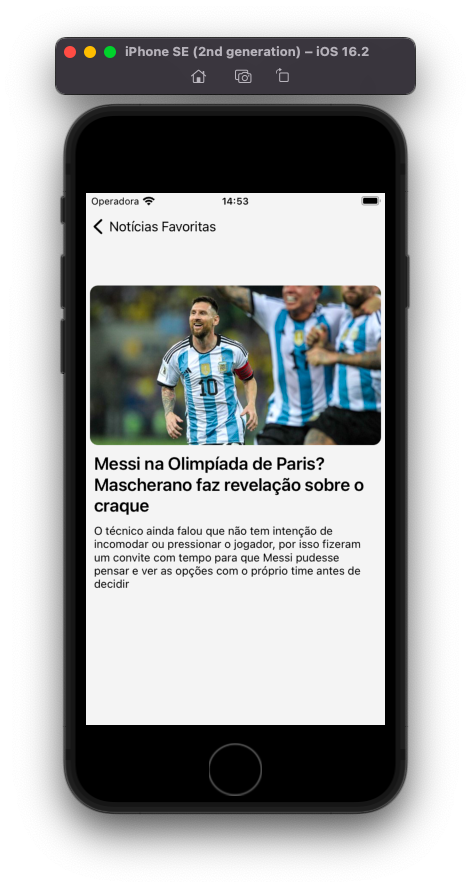 iPhone SE (2nd generation) – iOS 16.2
Operadora 14:53
Notícias Favoritas
10
Messi na Olimpíada de Paris?
Mascherano faz revelação sobre o
craque
O técnico ainda falou que não tem intenção de
incomodar ou pressionar o jogador, por isso fizeram
um convite com tempo para que Messi pudesse
pensar e ver as opções com o próprio time antes de
decidir